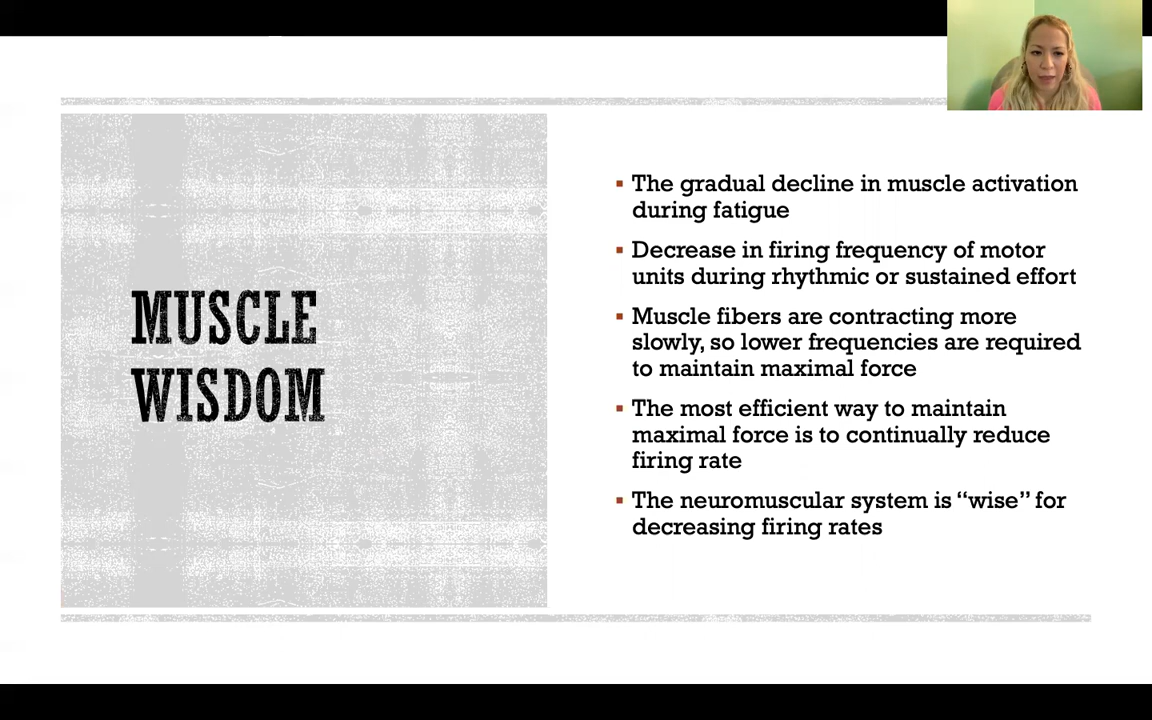 MUSCLE
WISDOM
▪ The gradual decline in muscle activation
during fatigue
▪ Decrease in firing frequency of motor
units during rhythmic or sustained effort
▪ Muscle fibers are contracting more
slowly, so lower frequencies are required
to maintain maximal force
▪ The most efficient way to maintain
maximal force is to continually reduce
firing rate
▪ The neuromuscular system is “wise” for
decreasing firing rates